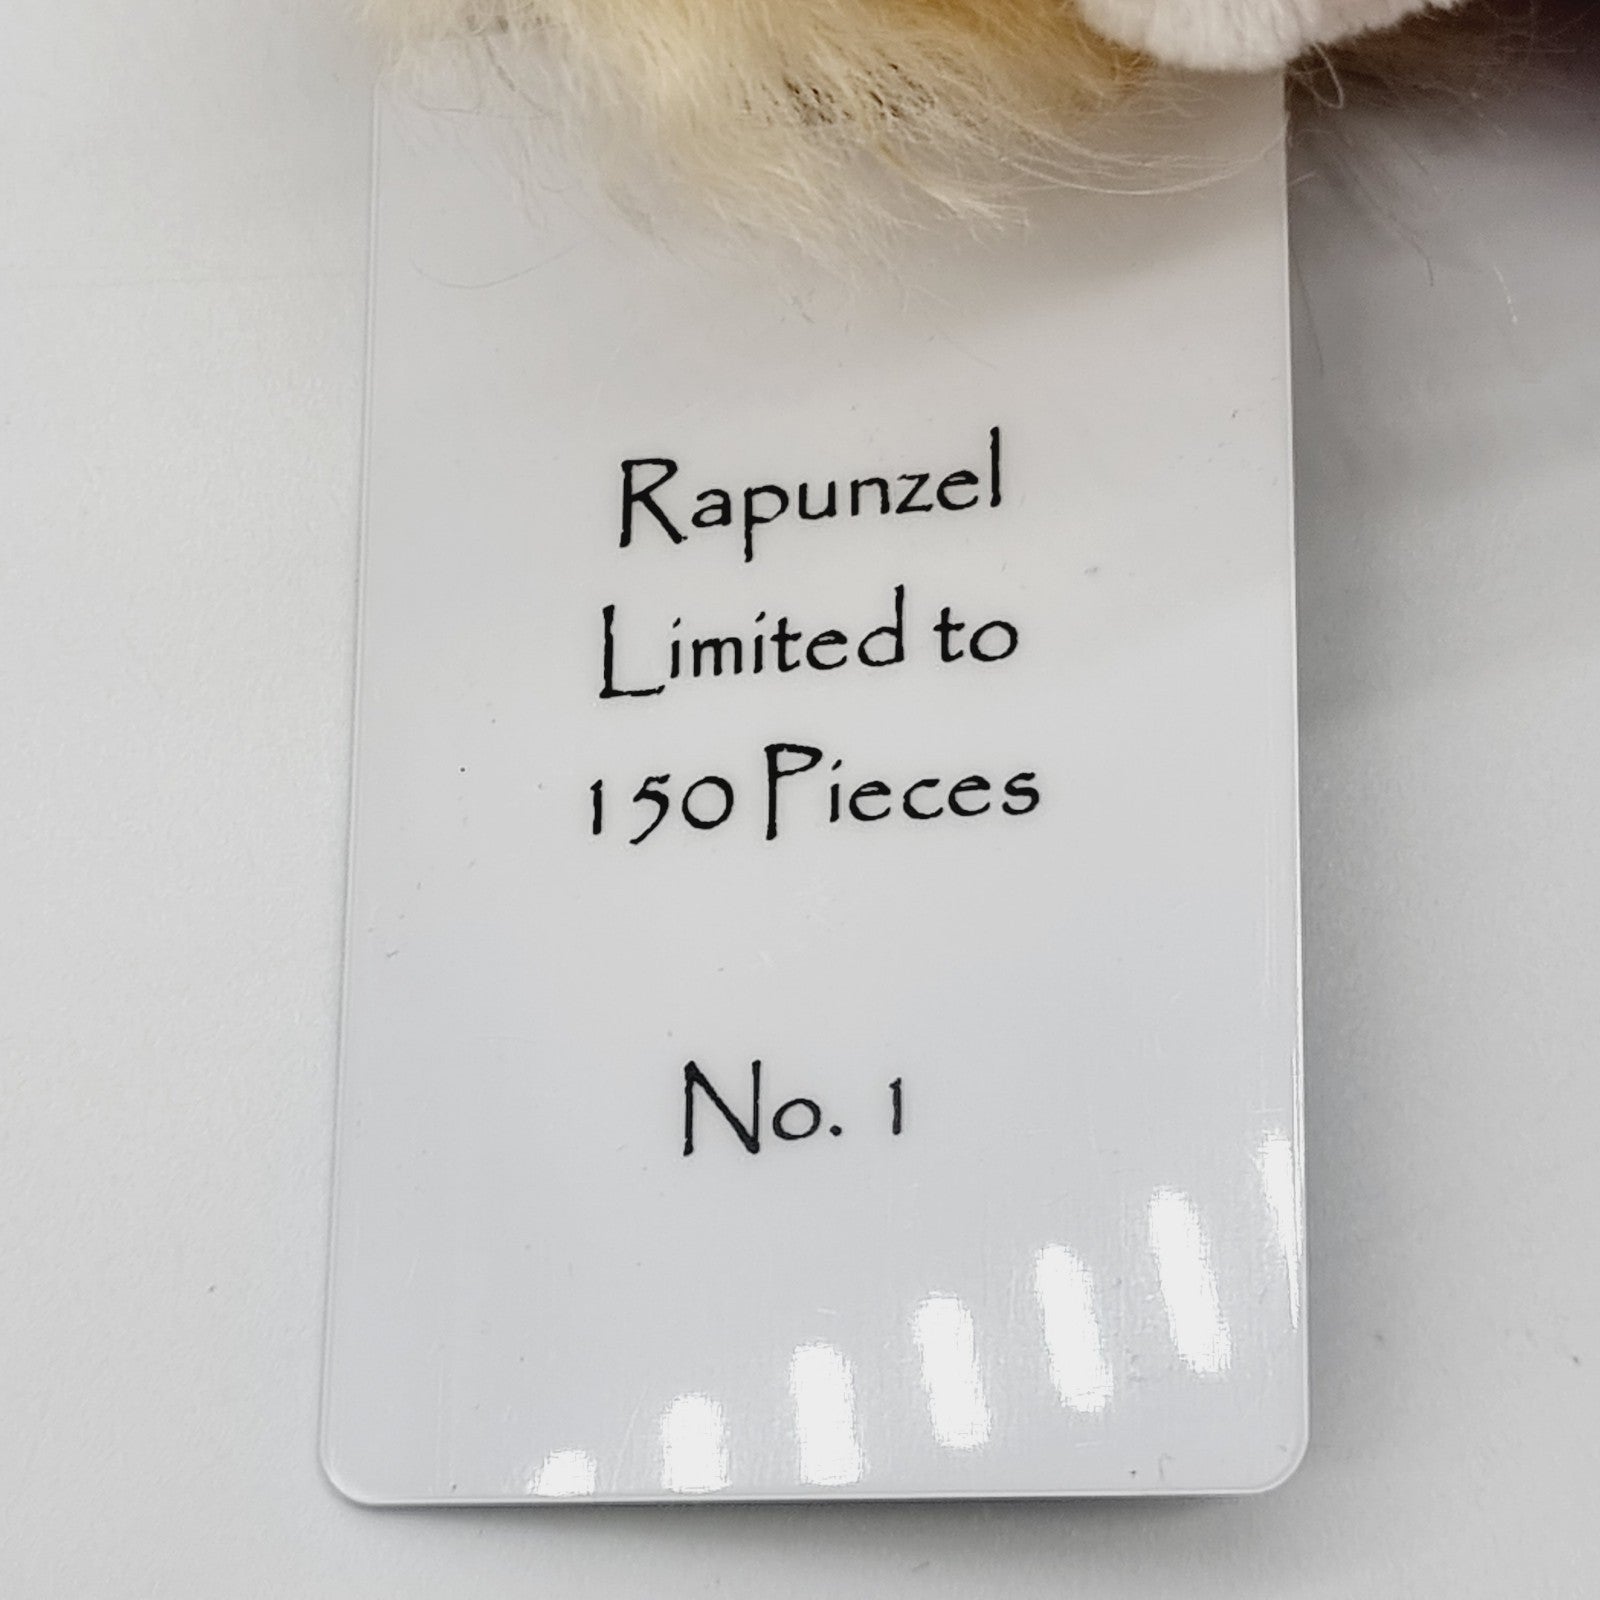 Rapunzel
Limited to
150 Pieces
No. 1